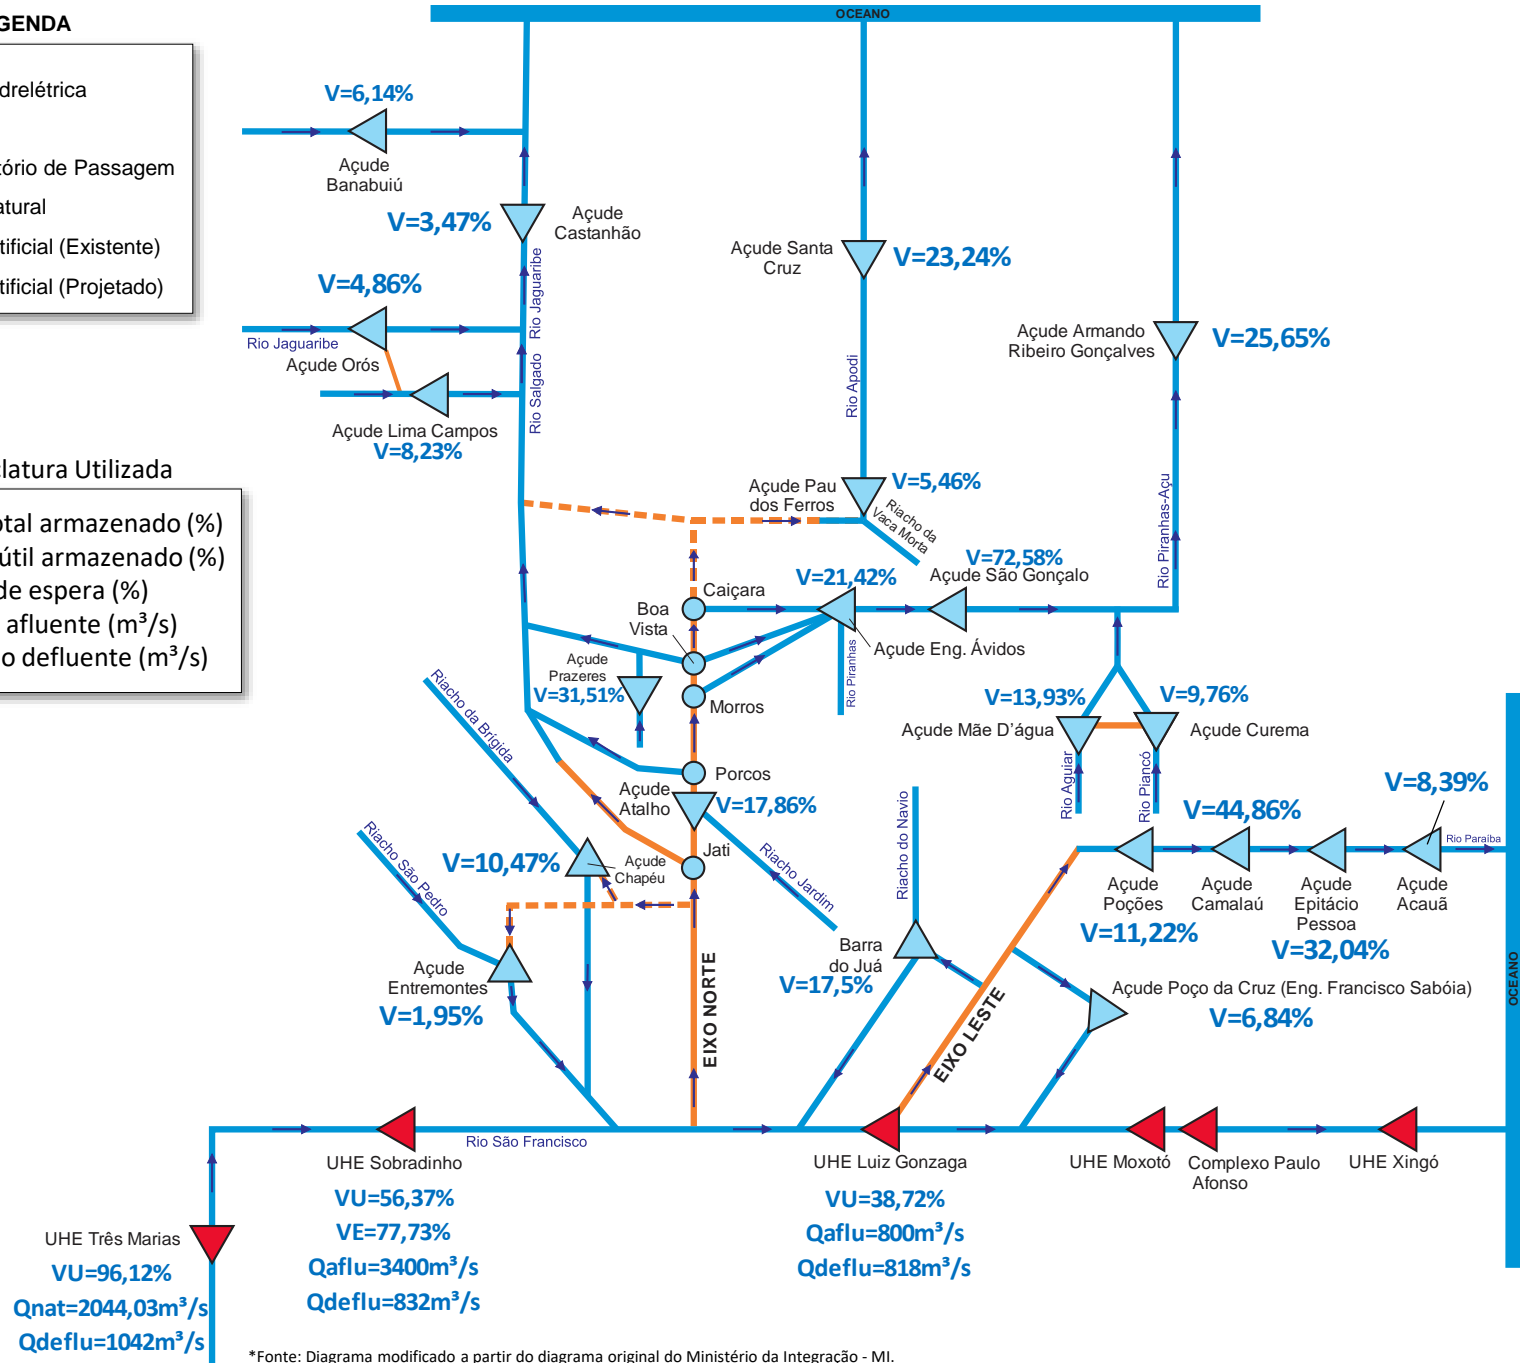 OCEANO
GENDA
drelétrica
tório de Passagem
atural
tificial (Existente)
tificial (Projetado)
V=6,14%
Açude
Banabuiú
V=3,47%
Açude
Castanhão
Rio Jaguaribe
V=4,86%
Rio Jaguaribe
Açude Orós
Rio Salgado
Açude Lima Campos
V=8,23%
Açude Santa
Cruz
V=23,24%
Rio Apodi
Açude Armando
Ribeiro Gonçalves
V=25,65%
Rio Piranhas-Açu
clatura Utilizada
otal armazenado (%)
útil armazenado (%)
de espera (%)
afluente (m³/s)
o defluente (m³/s)
Açude Pau
dos Ferros
V=5,46%
Riacho da
Vaca Morta
V=72,58%
Açude São Gonçalo
V=21,42%
Caiçara
Boa
Vista
Açude Eng. Ávidos
Rio Piranhas
Açude
Prazeres
V=31,51%
Morros
Riacho da Brígida
Porcos
Açude
Atalho
V=17,86%
V=13,93%
Açude Mãe D'água
V=9,76%
Açude Curema
Rio Aguiar
Rio Piancó
V=8,39%
V=44,86%
Rio Paraíba
Riacho São Pedro
V=10,47%
Açude
Chapéu
Jati
Riacho Jardim
Riacho do Navio
Açude
Poções
V=11,22%
Açude
Camalaú
Açude
Epitácio
Pessoa
V=32,04%
Açude
Acauã
Açude
Entremontes
V=1,95%
EIXO NORTE
Barra
do Juá
V=17,5%
EIXO LESTE
Açude Poço da Cruz (Eng. Francisco Sabóia)
V=6,84%
OCEANO
Rio São Francisco
UHE Sobradinho
VU=56,37%
VE=77,73%
Qaflu=3400m³/s
Qdeflu=832m³/s
UHE Luiz Gonzaga
VU=38,72%
Qaflu=800m³/s
Qdeflu=818m³/s
UHE Moxotó
Complexo Paulo
Afonso
UHE Xingó
UHE Três Marias
VU=96,12%
Qnat=2044,03m³/s
Qdeflu=1042m³/s
*Fonte: Diagrama modificado a partir do diagrama original do Ministério da Integração - MI.